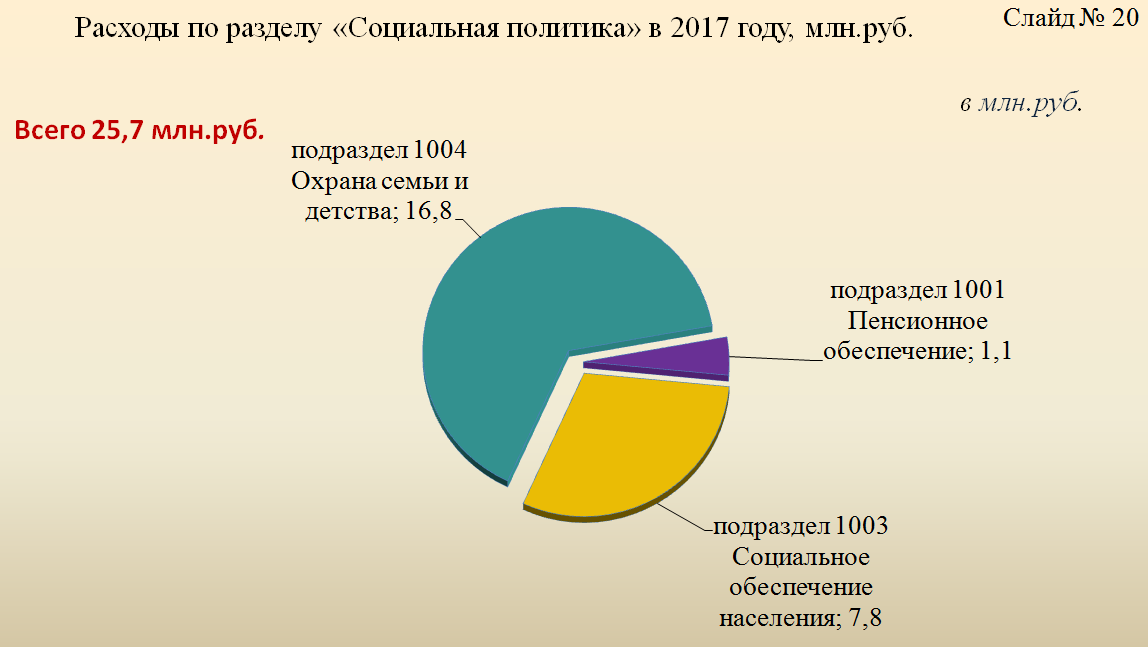 Расходы по разделу «Социальная политика» в 2017 году, млн.руб.
Слайд № 20
в млн.руб.
Всего 25,7 млн.руб.
подраздел 1004
Охрана семьи и
детства; 16,8
подраздел 1001
Пенсионное
обеспечение; 1,1
подраздел 1003
Социальное
обеспечение
населения; 7,8